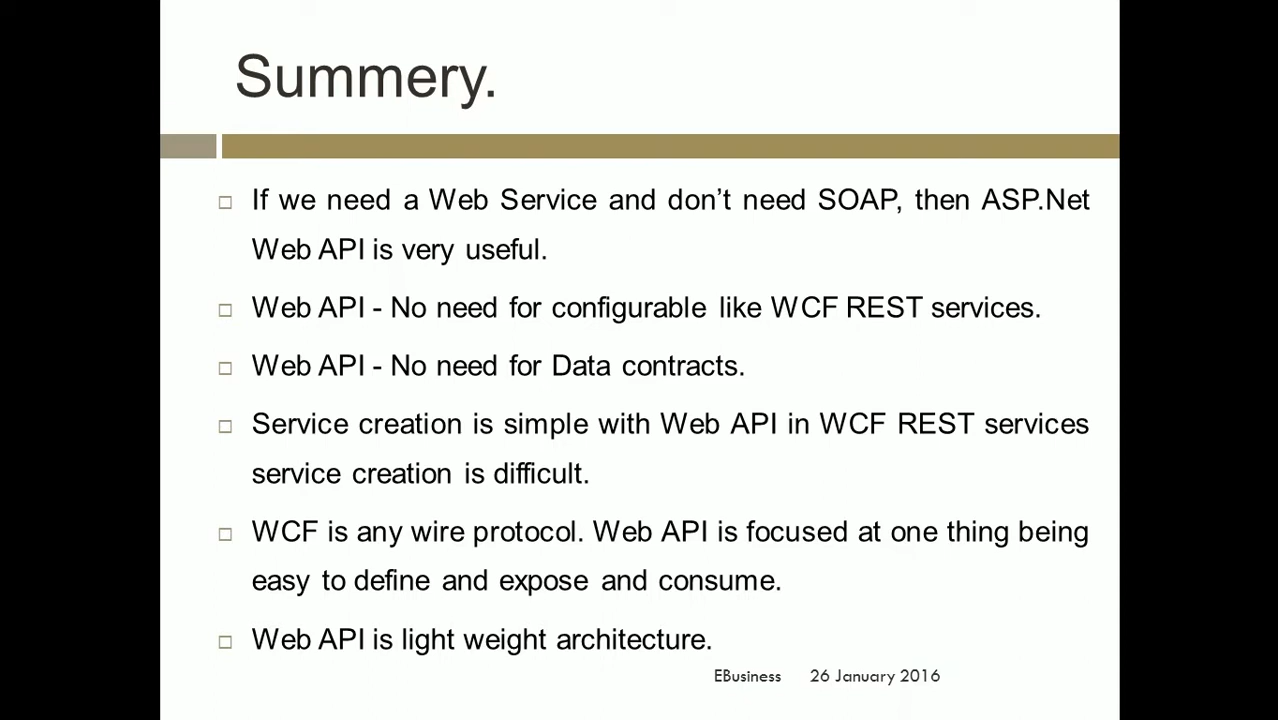 Summery.
If we need a Web Service and don’t need SOAP, then ASP.Net
Web API is very useful.
Web API - No need for configurable like WCF REST services.
Web API - No need for Data contracts.
Service creation is simple with Web API in WCF REST services
service creation is difficult.
WCF is any wire protocol. Web API is focused at one thing being
easy to define and expose and consume.
Web API is light weight architecture.
EBusiness 26 January 2016